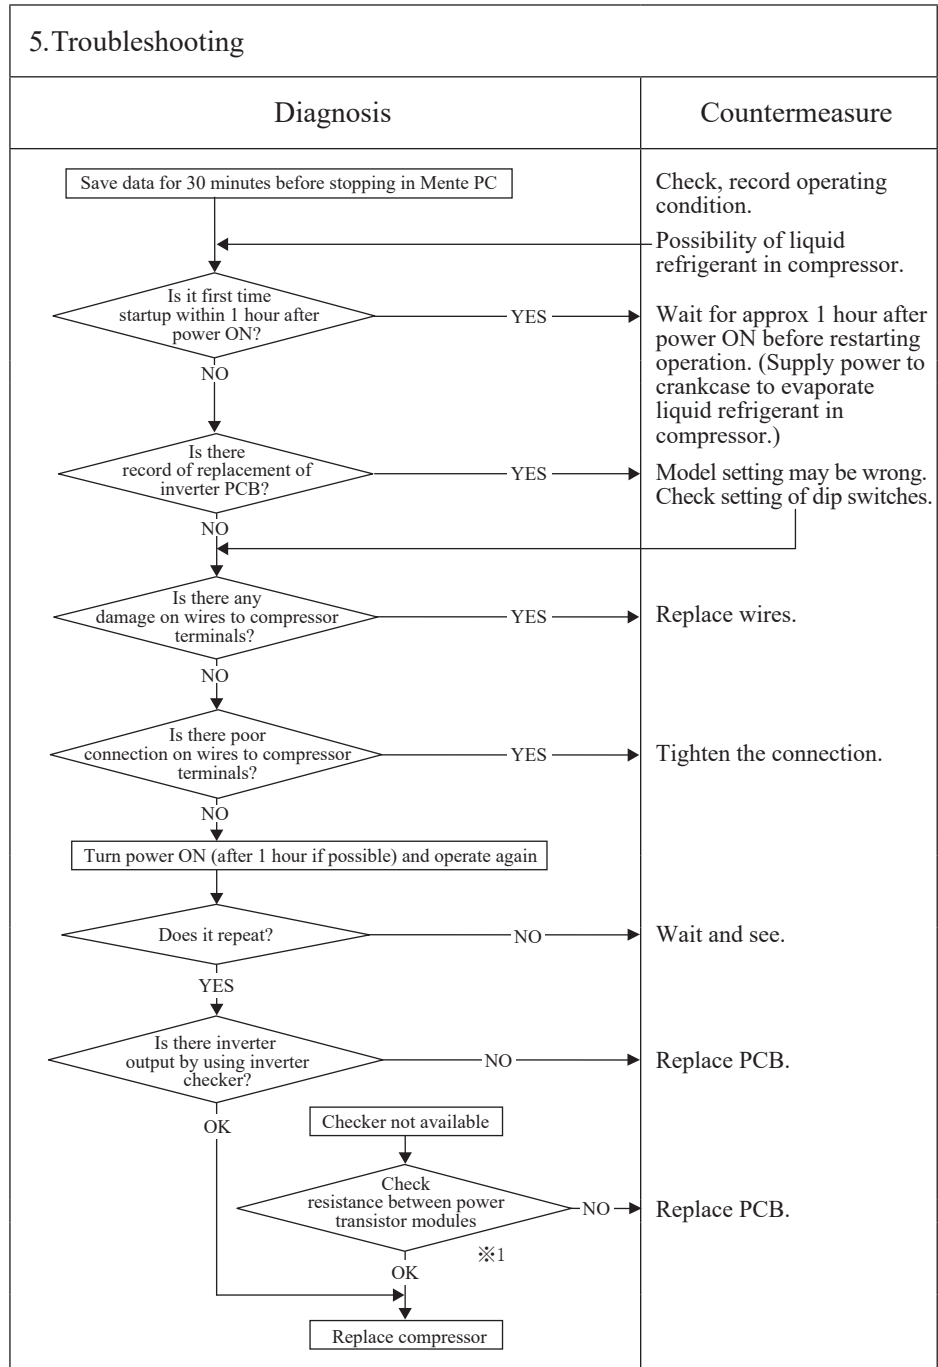 5.Troubleshooting
Diagnosis
Countermeasure
Save data for 30 minutes before stopping in Mente PC
Check, record operating
condition.
Possibility of liquid
refrigerant in compressor.
Is it first time
startup within 1 hour after
power ON?
YES
Wait for approx 1 hour after
power ON before restarting
operation. (Supply power to
crankcase to evaporate
liquid refrigerant in
compressor.)
NO
Is there
record of replacement of
inverter PCB?
YES
Model setting may be wrong.
Check setting of dip switches.
NO
Is there any
damage on wires to compressor
terminals?
YES
Replace wires.
NO
Is there poor
connection on wires to compressor
terminals?
YES
Tighten the connection.
NO
Turn power ON (after 1 hour if possible) and operate again
Does it repeat?
NO
Wait and see.
YES
Is there inverter
output by using inverter
checker?
NO
Replace PCB.
OK
Checker not available
Check
resistance between power
transistor modules
NO
Replace PCB.
※1
OK
Replace compressor